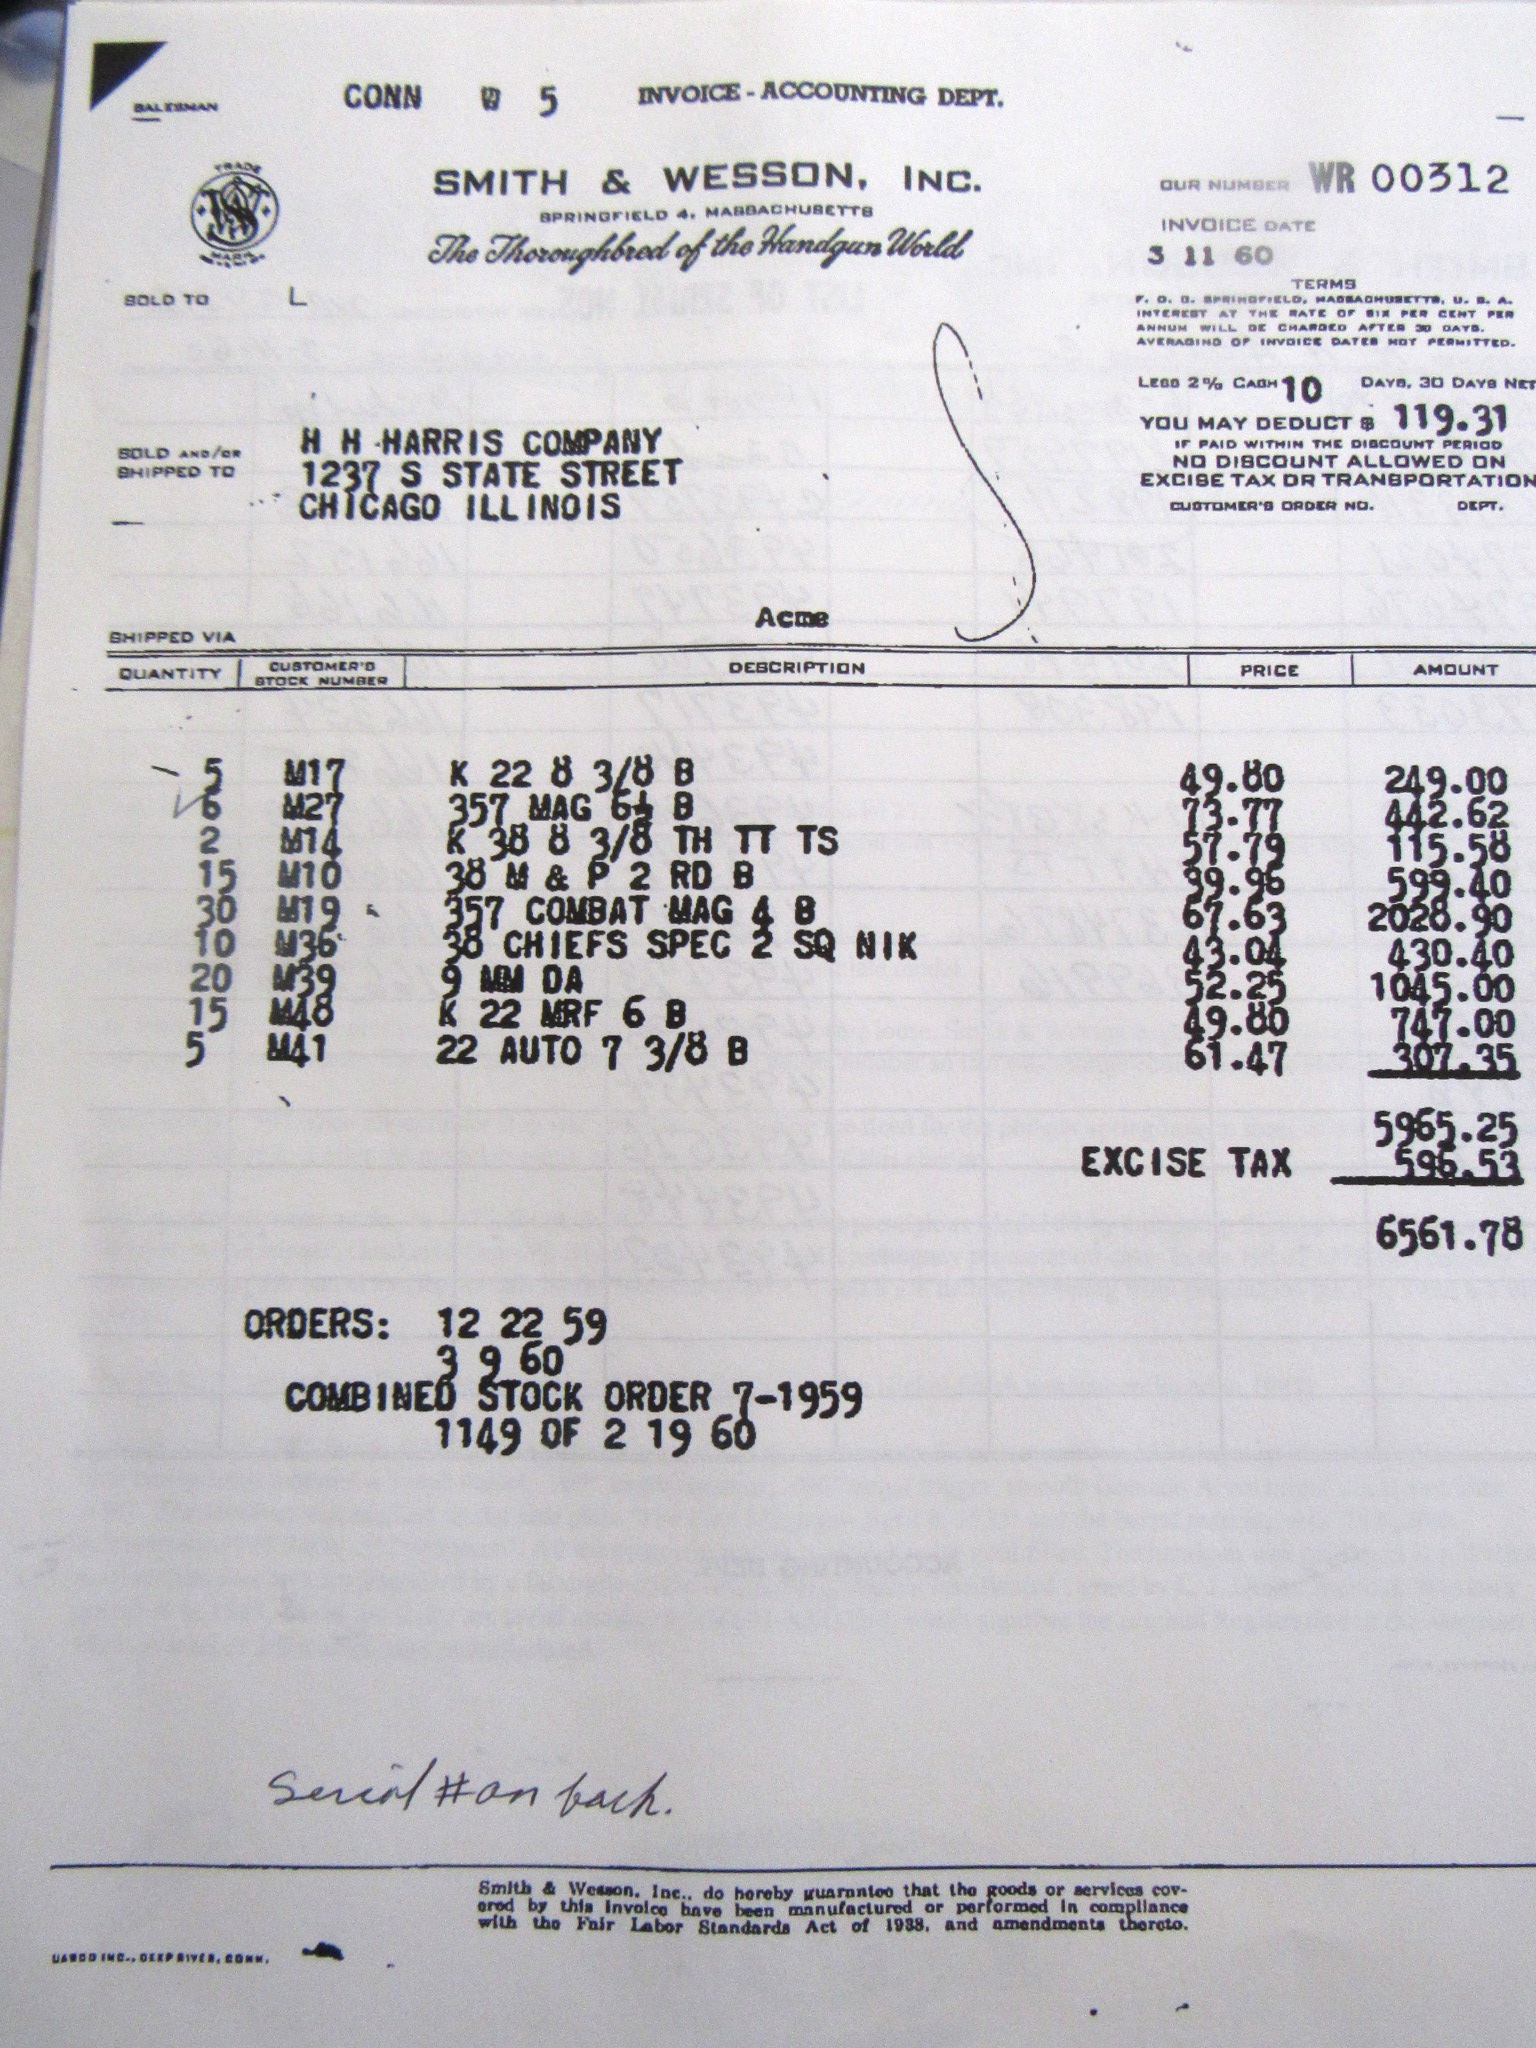 SALESMAN CONN 5 INVOICE - ACCOUNTING DEPT.
TRADE
MARK
SMITH & WESSON, INC.
SPRINGFIELD 4, MASSACHUSETTS
The Thoroughbred of the Handgun World
OUR NUMBER WR 00312
INVOICE DATE
3 11 60
TERMS
F. O. B. SPRINGFIELD, MASSACHUSETTS, U. S. A.
INTEREST AT THE RATE OF SIX PER CENT PER
ANNUM WILL BE CHARGED AFTER 30 DAYS.
AVERAGING OF INVOICE DATES NOT PERMITTED.
LESS 2% CASH 10 DAYS, 30 DAYS NET
YOU MAY DEDUCT $ 119.31
IF PAID WITHIN THE DISCOUNT PERIOD
NO DISCOUNT ALLOWED ON
EXCISE TAX OR TRANSPORTATION
CUSTOMER'S ORDER NO. DEPT.
SOLD TO L
SOLD AND/OR
SHIPPED TO
H H HARRIS COMPANY
1237 S STATE STREET
CHICAGO ILLINOIS
SHIPPED VIA Acme
QUANTITY CUSTOMER'S STOCK NUMBER DESCRIPTION PRICE AMOUNT
5 M17 K 22 8 3/8 B 49.80 249.00
6 M27 357 MAG 6½ B 73.77 442.62
2 M14 K 38 8 3/8 TH TT TS 57.79 115.58
15 M10 38 M & P 2 RD B 39.96 599.40
30 M19 357 COMBAT MAG 4 B 67.63 2028.90
10 M36 38 CHIEFS SPEC 2 SQ NIK 43.04 430.40
20 M39 9 MM DA 52.25 1045.00
15 M48 K 22 MRF 6 B 49.80 747.00
5 M41 22 AUTO 7 3/8 B 61.47 307.35
5965.25
EXCISE TAX 596.53
6561.78
ORDERS: 12 22 59
3 9 60
COMBINED STOCK ORDER 7-1959
1149 OF 2 19 60
Serial # on back.
Smith & Wesson, Inc., do hereby guarantee that the goods or services cov-
ered by this invoice have been manufactured or performed in compliance
with the Fair Labor Standards Act of 1938, and amendments thereto.
UARCO INC., DEEP RIVER, CONN.